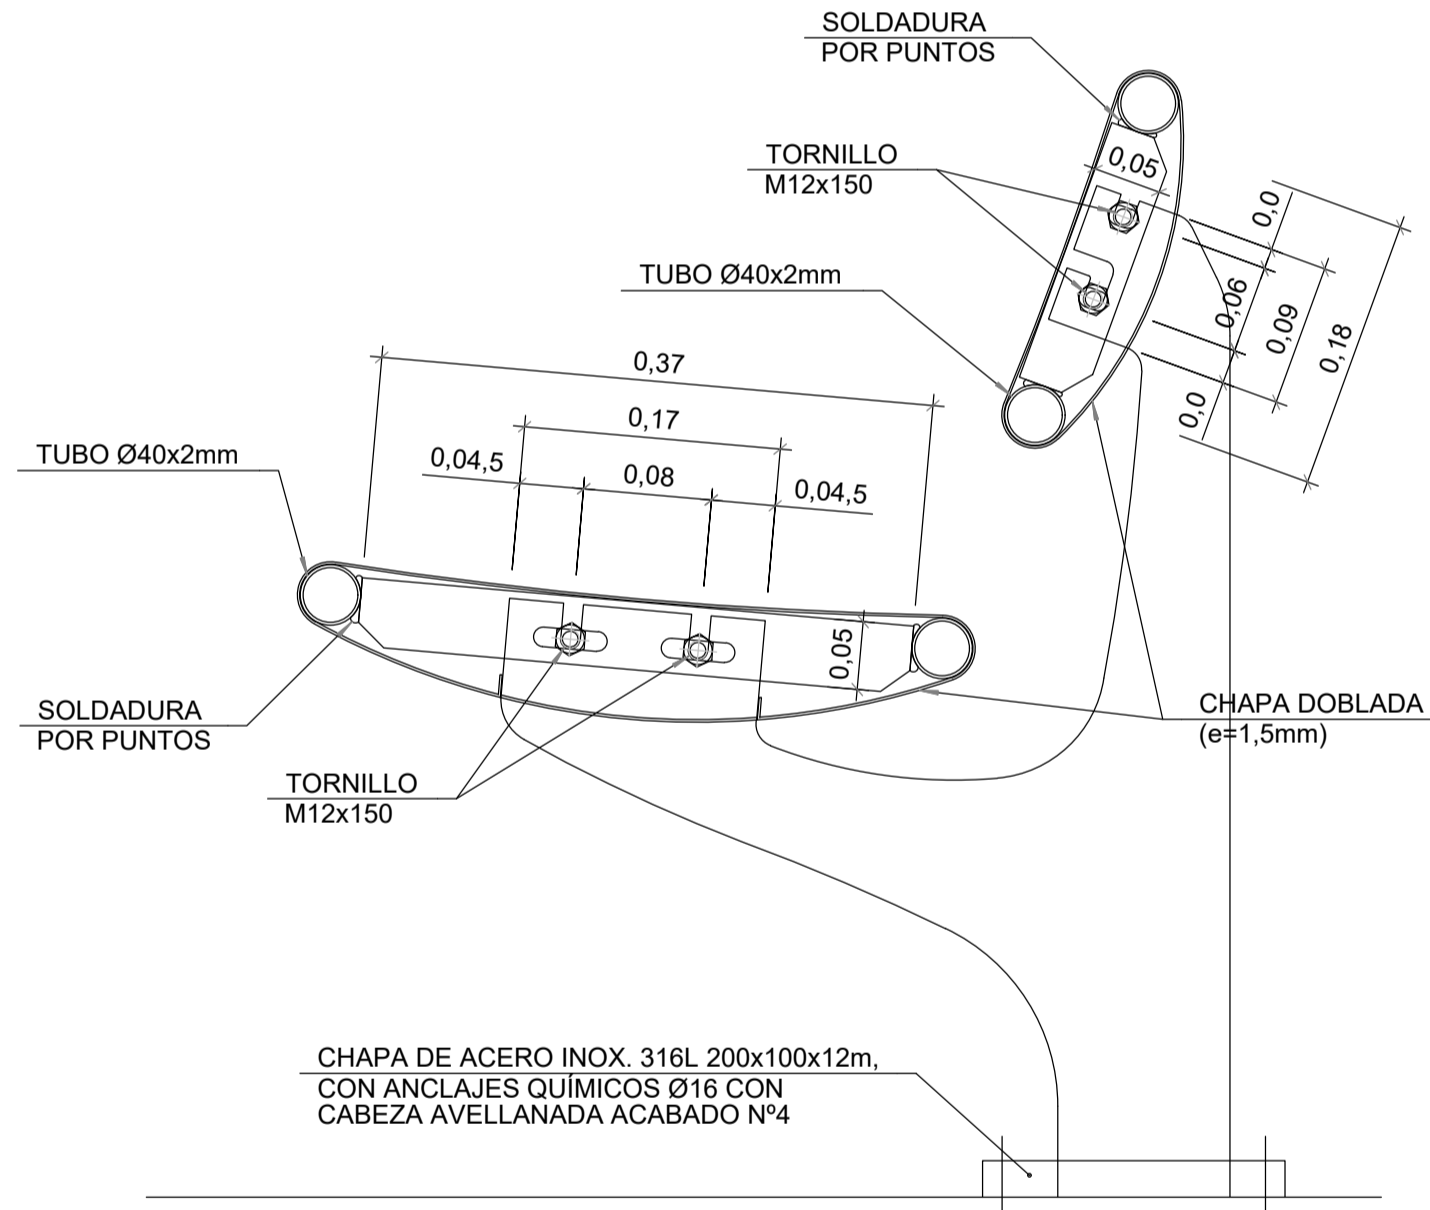 SOLDADURA
POR PUNTOS
TORNILLO
M12x150
0,05
0,0
TUBO Ø40x2mm
0,06
0,09
0,18
0,0
0,37
0,17
TUBO Ø40x2mm
0,04,5
0,08
0,04,5
0,05
SOLDADURA
POR PUNTOS
CHAPA DOBLADA
(e=1,5mm)
TORNILLO
M12x150
CHAPA DE ACERO INOX. 316L 200x100x12m,
CON ANCLAJES QUÍMICOS Ø16 CON
CABEZA AVELLANADA ACABADO Nº4